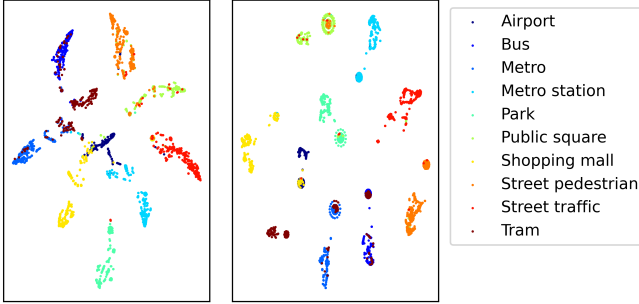 Airport
Bus
Metro
Metro station
Park
Public square
Shopping mall
Street pedestrian
Street traffic
Tram